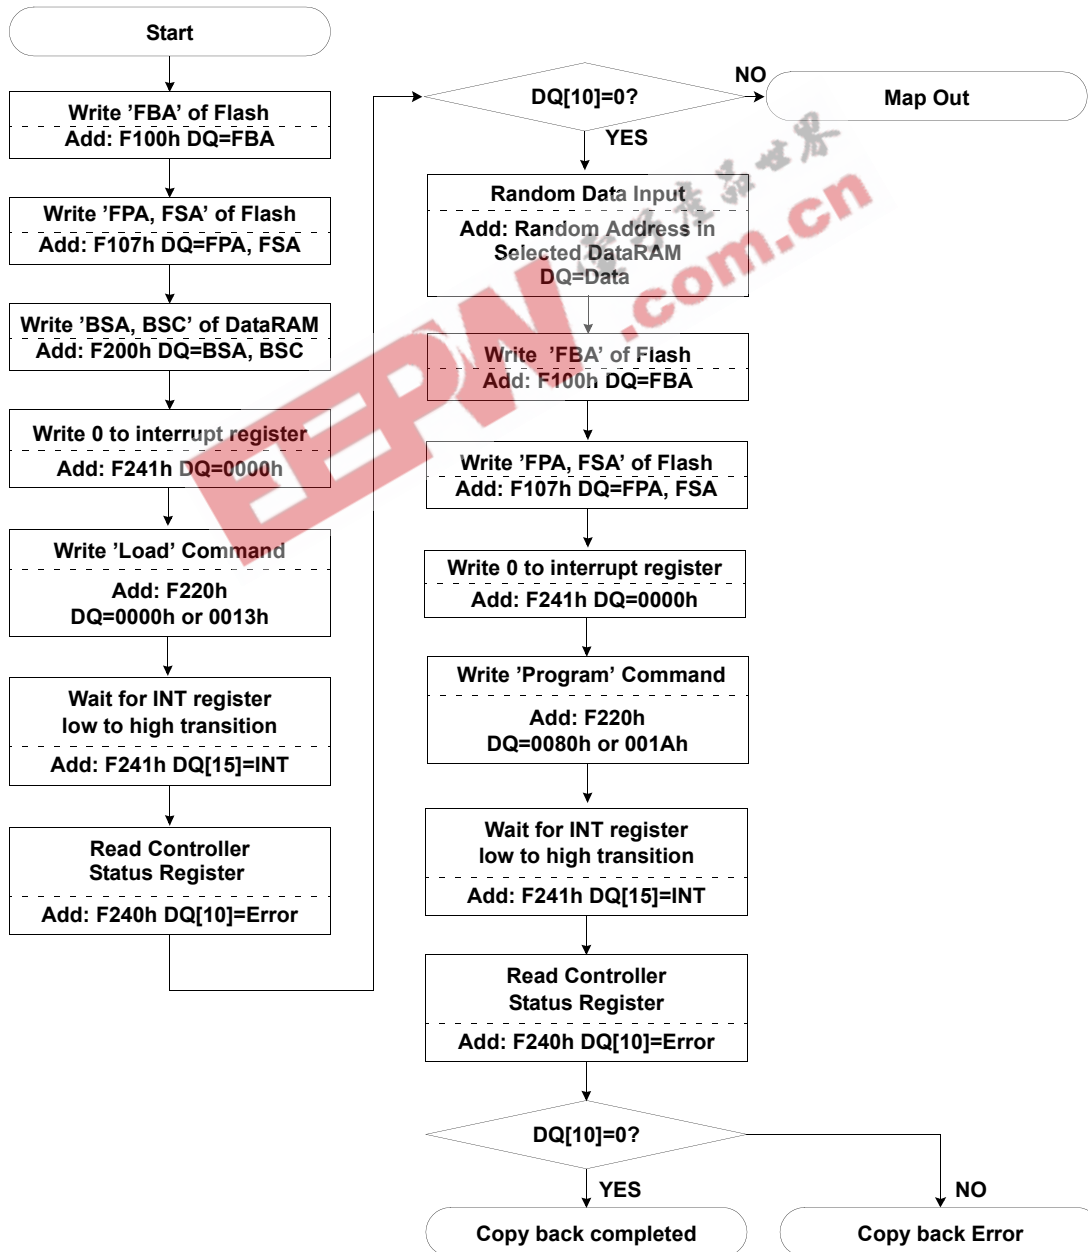 Start
Write ’FBA’ of Flash
Add: F100h DQ=FBA
Write ’FPA, FSA’ of Flash
Add: F107h DQ=FPA, FSA
Write ’BSA, BSC’ of DataRAM
Add: F200h DQ=BSA, BSC
Write 0 to interrupt register
Add: F241h DQ=0000h
Write ’Load’ Command
Add: F220h
DQ=0000h or 0013h
Wait for INT register
low to high transition
Add: F241h DQ[15]=INT
Read Controller
Status Register
Add: F240h DQ[10]=Error
DQ[10]=0?
NO
Map Out
YES
Random Data Input
Add: Random Address in
Selected DataRAM
DQ=Data
Write ’FBA’ of Flash
Add: F100h DQ=FBA
Write ’FPA, FSA’ of Flash
Add: F107h DQ=FPA, FSA
Write 0 to interrupt register
Add: F241h DQ=0000h
Write ’Program’ Command
Add: F220h
DQ=0080h or 001Ah
Wait for INT register
low to high transition
Add: F241h DQ[15]=INT
Read Controller
Status Register
Add: F240h DQ[10]=Error
DQ[10]=0?
YES
NO
Copy back completed
Copy back Error
EEPW
.com.cn